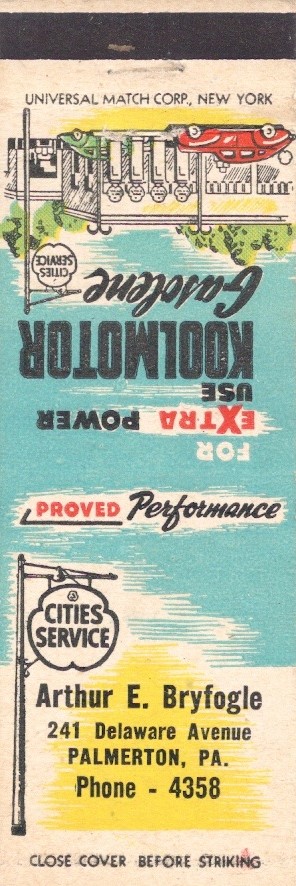 UNIVERSAL MATCH CORP., NEW YORK
CITIES
SERVICE
FOR
EXTRA POWER
USE
KOOLMOTOR
Gasolene
PROVED Performance
CITIES
SERVICE
Arthur E. Bryfogle
241 Delaware Avenue
PALMERTON, PA.
Phone - 4358
CLOSE COVER BEFORE STRIKING